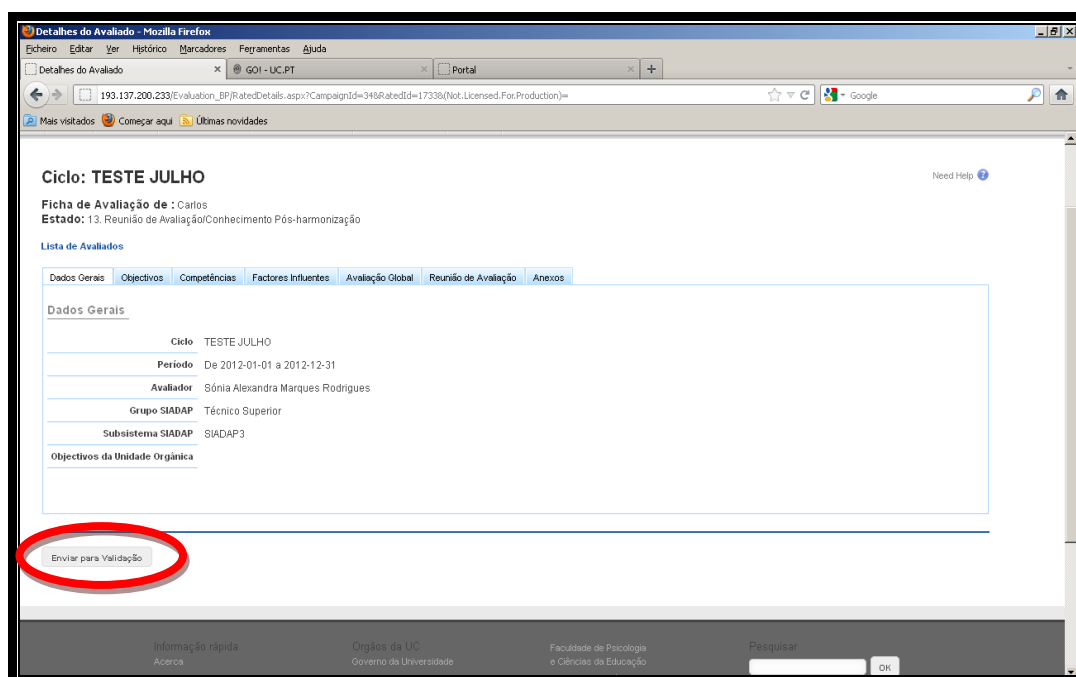 Detalhes do Avaliado - Mozilla Firefox
Ficheiro Editar Ver Histórico Marcadores Ferramentas Ajuda
Detalhes do Avaliado × GO! - UC.PT × Portal × +
193.137.200.233/Evaluation_BP/RatedDetails.aspx?CampaignId=34&RatedId=1733&(Not.Licensed.For.Production)= Google
Mais visitados Começar aqui Últimas novidades
Ciclo: TESTE JULHO
Need Help ?
Ficha de Avaliação de : Carlos
Estado: 13. Reunião de Avaliação/Conhecimento Pós-harmonização
Lista de Avaliados
Dados Gerais Objectivos Competências Factores Influentes Avaliação Global Reunião de Avaliação Anexos
Dados Gerais
Ciclo TESTE JULHO
Período De 2012-01-01 a 2012-12-31
Avaliador Sónia Alexandra Marques Rodrigues
Grupo SIADAP Técnico Superior
Subsistema SIADAP SIADAP3
Objectivos da Unidade Orgânica
Enviar para Validação
Informação rápida Orgãos da UC Faculdade de Psicologia Pesquisar
Acerca Governo da Universidade e Ciências da Educação OK